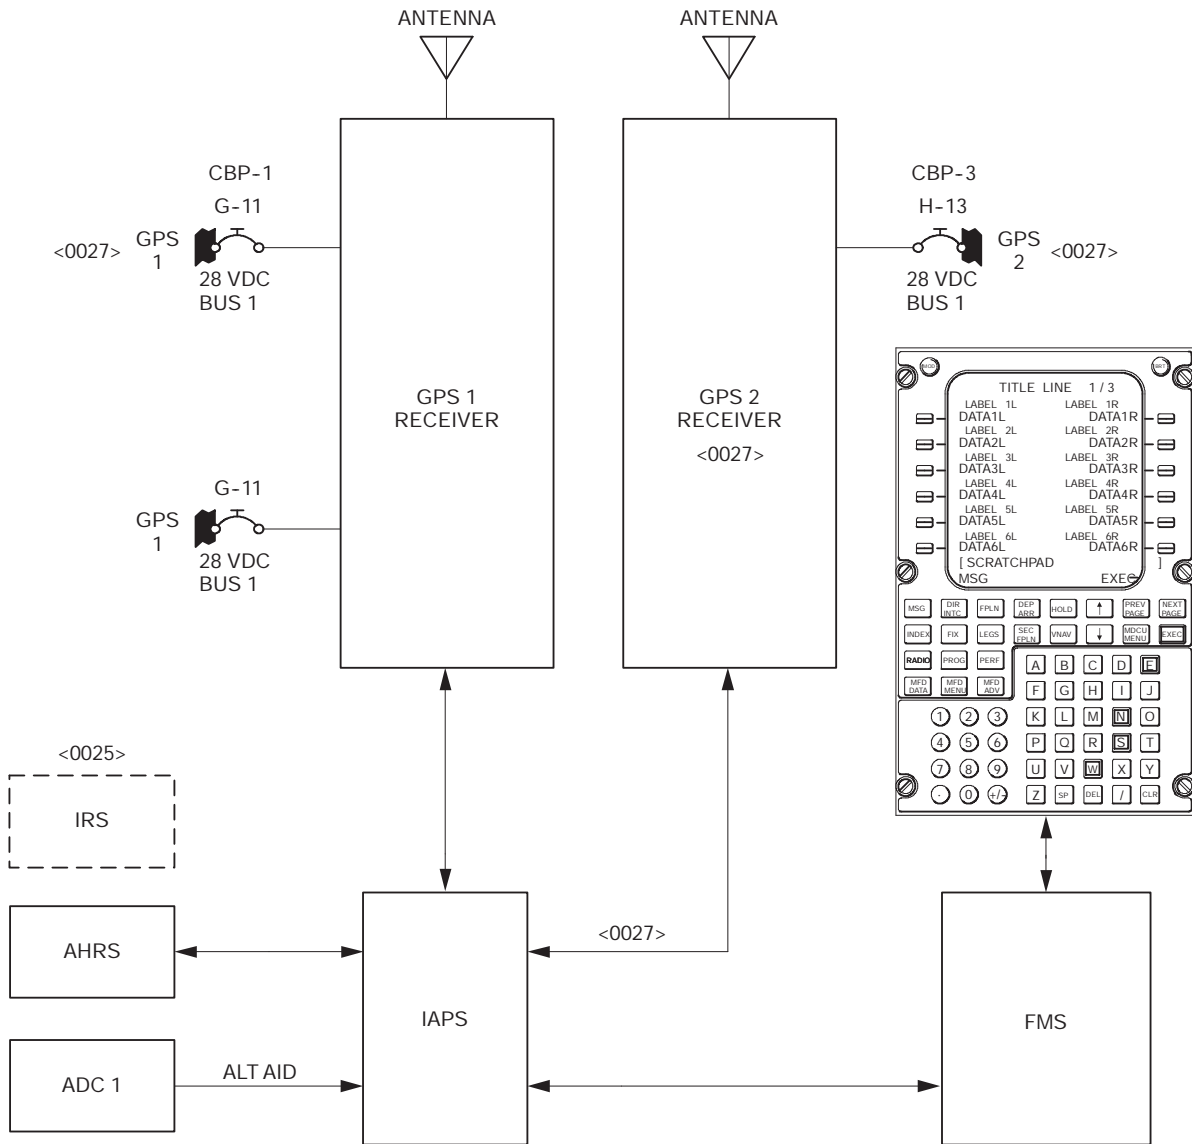 ANTENNA
ANTENNA
CBP-1
G-11
<0027>
GPS
1
28 VDC
BUS 1
CBP-3
H-13
GPS
2
<0027>
28 VDC
BUS 1
GPS 1
RECEIVER
GPS 2
RECEIVER
<0027>
G-11
GPS
1
28 VDC
BUS 1
MOD
BRT
TITLE LINE 1 / 3
LABEL 1L LABEL 1R
DATA1L DATA1R
LABEL 2L LABEL 2R
DATA2L DATA2R
LABEL 3L LABEL 3R
DATA3L DATA3R
LABEL 4L LABEL 4R
DATA4L DATA4R
LABEL 5L LABEL 5R
DATA5L DATA5R
LABEL 6L LABEL 6R
DATA6L DATA6R
[ SCRATCHPAD ]
MSG EXEC
MSG DIR INTC FPLN DEP ARR HOLD ↑ PREV PAGE NEXT PAGE
INDEX FIX LEGS SEC FPLN VNAV ↓ MDCU MENU EXEC
RADIO PROG PERF
MFD DATA MFD MENU MFD ADV
A B C D E
F G H I J
1 2 3 K L M N O
4 5 6 P Q R S T
7 8 9 U V W X Y
. 0 +/- Z SP DEL / CLR
<0025>
IRS
AHRS
<0027>
IAPS
FMS
ADC 1
ALT AID